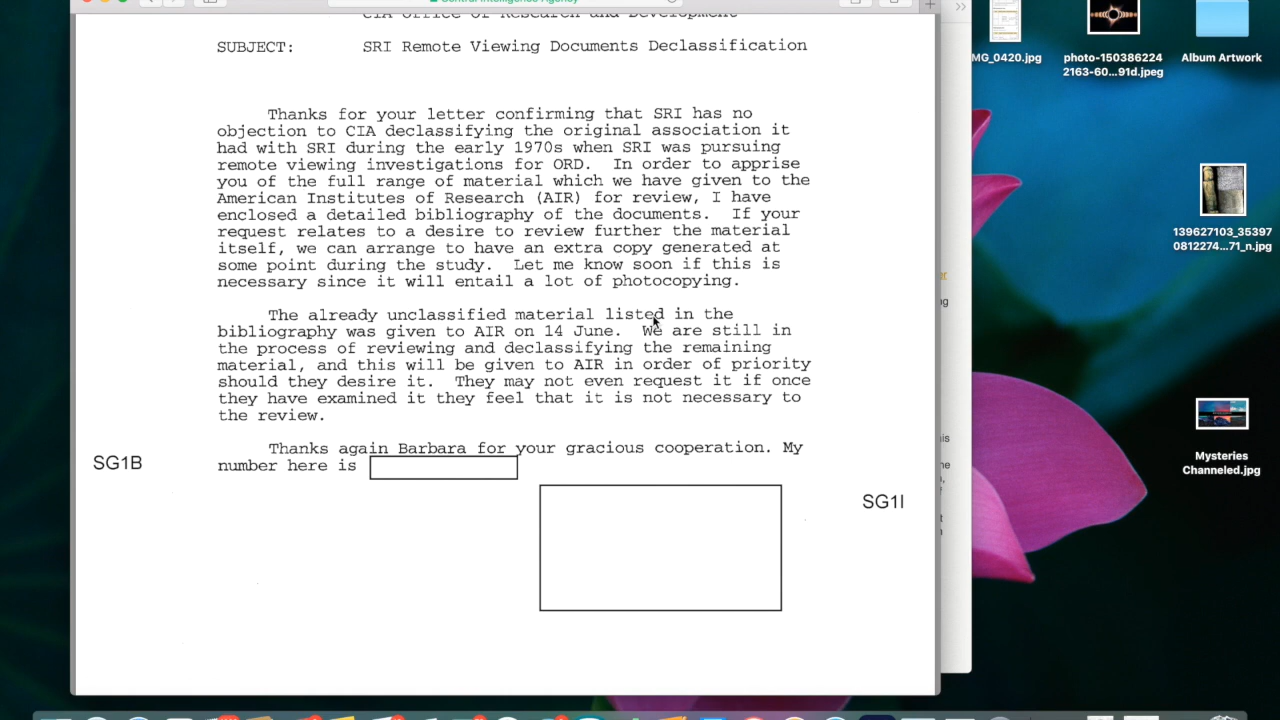 Central Intelligence Agency
CIA Office of Research and Development
SUBJECT: SRI Remote Viewing Documents Declassification
Thanks for your letter confirming that SRI has no
objection to CIA declassifying the original association it
had with SRI during the early 1970s when SRI was pursuing
remote viewing investigations for ORD. In order to apprise
you of the full range of material which we have given to the
American Institutes of Research (AIR) for review, I have
enclosed a detailed bibliography of the documents. If your
request relates to a desire to review further the material
itself, we can arrange to have an extra copy generated at
some point during the study. Let me know soon if this is
necessary since it will entail a lot of photocopying.
The already unclassified material listed in the
bibliography was given to AIR on 14 June. We are still in
the process of reviewing and declassifying the remaining
material, and this will be given to AIR in order of priority
should they desire it. They may not even request it if once
they have examined it they feel that it is not necessary to
the review.
Thanks again Barbara for your gracious cooperation. My
number here is
SG1B
SG1I
MG_0420.jpg
photo-150386224
2163-60...91d.jpeg
Album Artwork
139627103_35397
0812274...71_n.jpg
Mysteries
Channeled.jpg